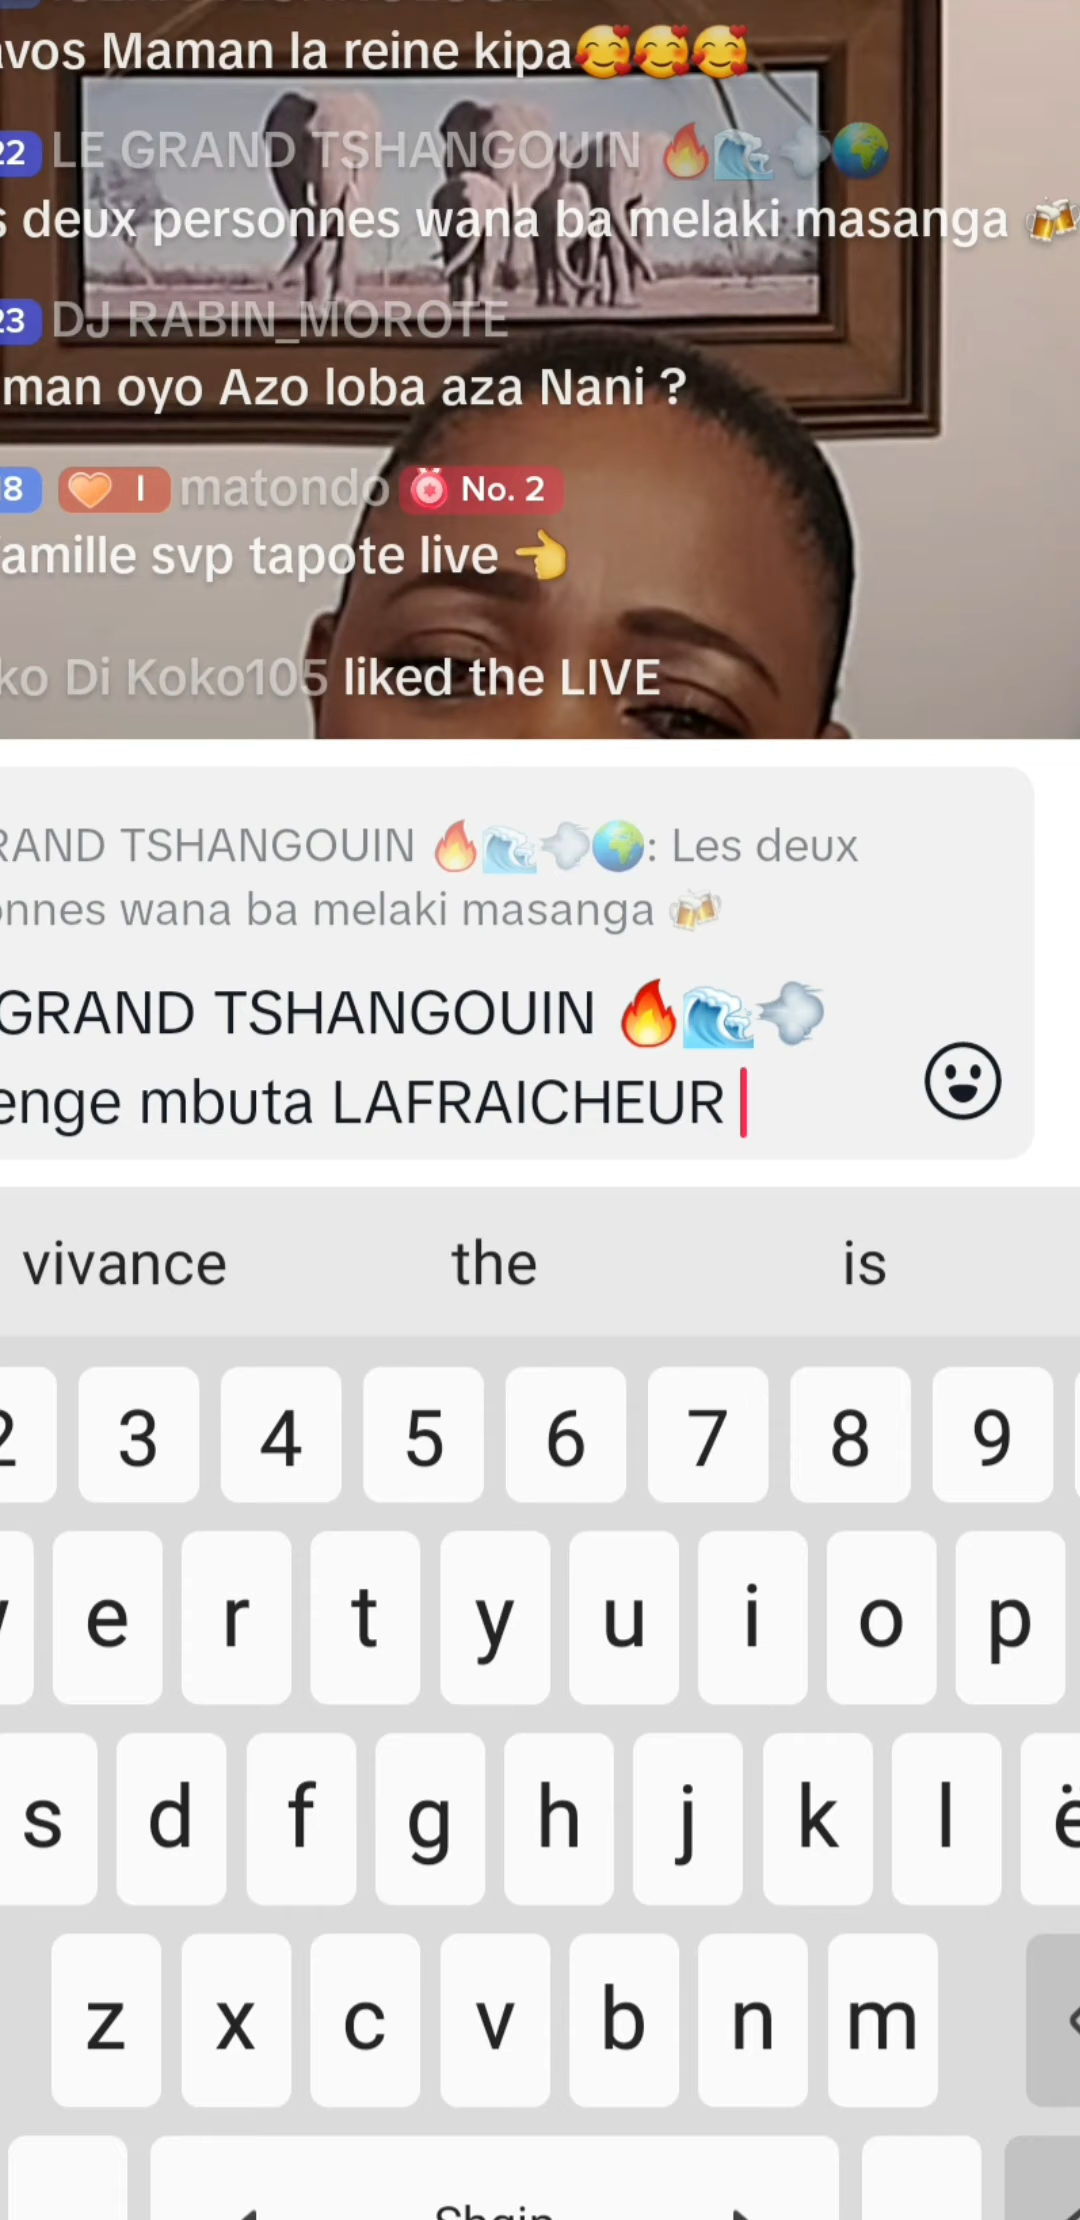 vos Maman la reine kipa🥰🥰🥰
22 LE GRAND TSHANGOUIN 🔥🌊💨🌍
deux personnes wana ba melaki masanga 🍻
23 DJ RABIN_MOROTE
man oyo Azo loba aza Nani ?
18 🧡 I matondo No. 2
amille svp tapote live 👈
ko Di Koko105 liked the LIVE
RAND TSHANGOUIN 🔥🌊💨🌍: Les deux
onnes wana ba melaki masanga 🍻
GRAND TSHANGOUIN 🔥🌊💨
enge mbuta LAFRAICHEUR
vivance the is
2 3 4 5 6 7 8 9
e r t y u i o p
s d f g h j k l ë
z x c v b n m